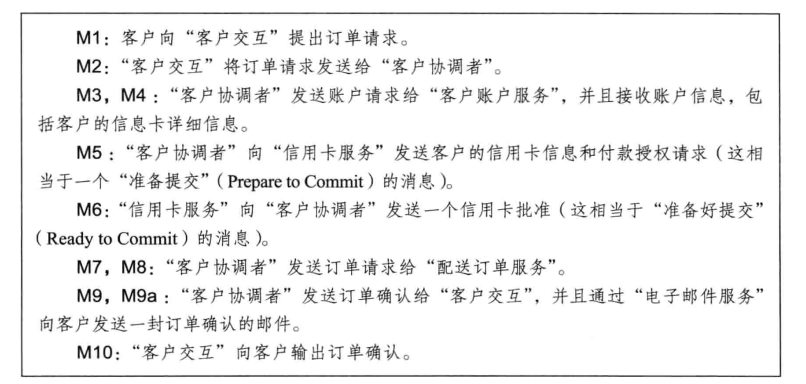 M1：客户向“客户交互”提出订单请求。
M2：“客户交互”将订单请求发送给“客户协调者”。
M3，M4：“客户协调者”发送账户请求给“客户账户服务”，并且接收账户信息，包
括客户的信息卡详细信息。
M5：“客户协调者”向“信用卡服务”发送客户的信用卡信息和付款授权请求（这相
当于一个“准备提交”（Prepare to Commit）的消息）。
M6：“信用卡服务”向“客户协调者”发送一个信用卡批准（这相当于“准备好提交”
（Ready to Commit）的消息）。
M7，M8：“客户协调者”发送订单请求给“配送订单服务”。
M9，M9a：“客户协调者”发送订单确认给“客户交互”，并且通过“电子邮件服务”
向客户发送一封订单确认的邮件。
M10：“客户交互”向客户输出订单确认。